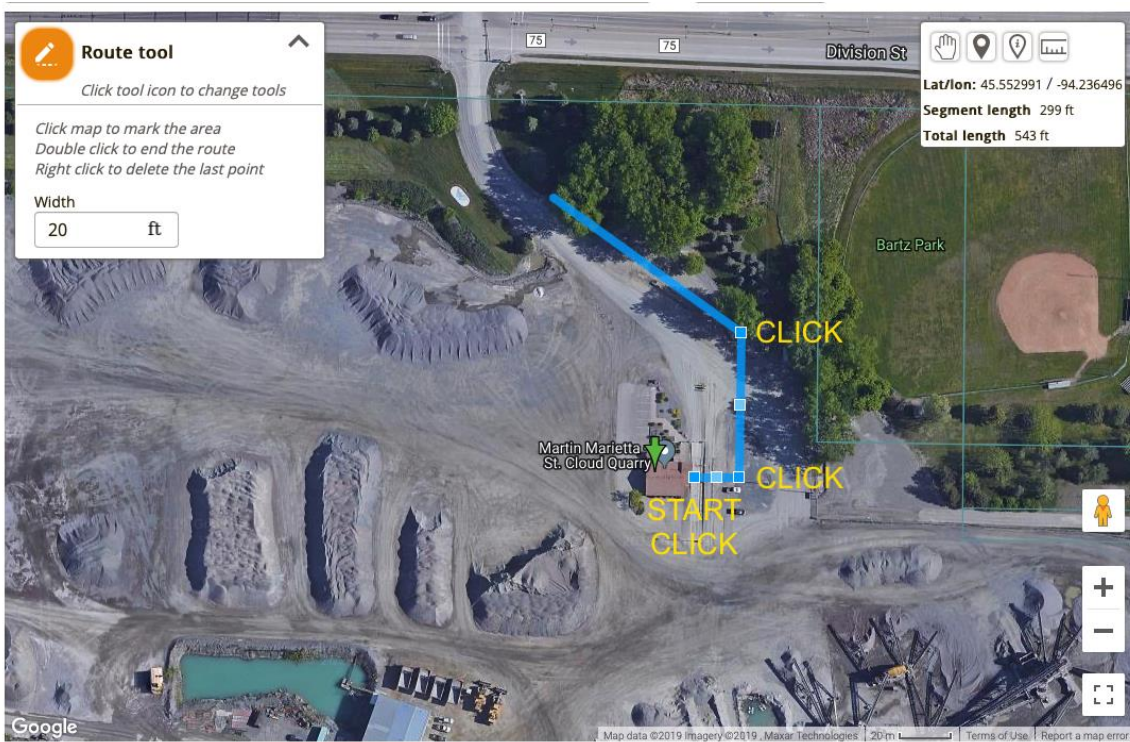 Route tool
Click tool icon to change tools
Click map to mark the area
Double click to end the route
Right click to delete the last point
Width
20 ft
75
75
Division St
Lat/lon: 45.552991 / -94.236496
Segment length 299 ft
Total length 543 ft
Bartz Park
CLICK
Martin Marietta -
St. Cloud Quarry
CLICK
START
CLICK
+
−
Google
Map data ©2019 Imagery ©2019 , Maxar Technologies 20 m Terms of Use Report a map error